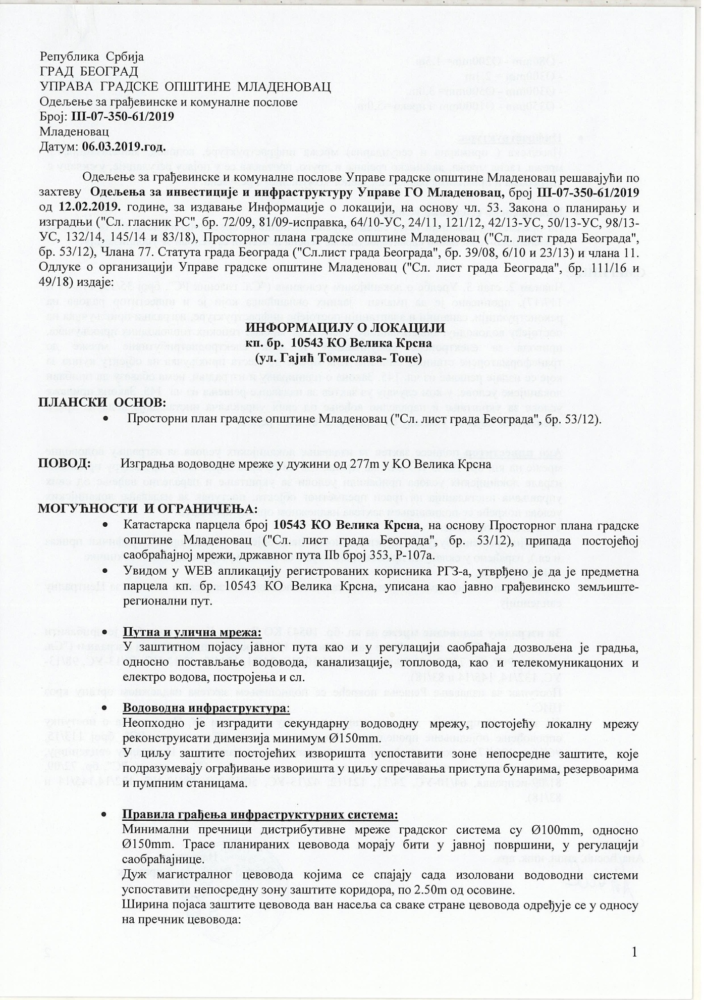 Република Србија
ГРАД БЕОГРАД
УПРАВА ГРАДСКЕ ОПШТИНЕ МЛАДЕНОВАЦ
Одељење за грађевинске и комуналне послове
Број: III-07-350-61/2019
Младеновац
Датум: 06.03.2019.год.
Одељење за грађевинске и комуналне послове Управе градске општине Младеновац решавајући по
захтеву Одељења за инвестиције и инфраструктуру Управе ГО Младеновац, број III-07-350-61/2019
од 12.02.2019. године, за издавање Информације о локацији, на основу чл. 53. Закона о планирању и
изградњи ("Сл. гласник РС", бр. 72/09, 81/09-исправка, 64/10-УС, 24/11, 121/12, 42/13-УС, 50/13-УС, 98/13-
УС, 132/14, 145/14 и 83/18), Просторног плана градске општине Младеновац ("Сл. лист града Београда",
бр. 53/12), Члана 77. Статута града Београда ("Сл.лист града Београда", бр. 39/08, 6/10 и 23/13) и члана 11.
Одлуке о организацији Управе градске општине Младеновац ("Сл. лист града Београда", бр. 111/16 и
49/18) издаје:
ИНФОРМАЦИЈУ О ЛОКАЦИЈИ
кп. бр. 10543 КО Велика Крсна
(ул. Гајић Томислава- Тоце)
ПЛАНСКИ ОСНОВ:
• Просторни план градске општине Младеновац ("Сл. лист града Београда", бр. 53/12).
ПОВОД: Изградња водоводне мреже у дужини од 277m у КО Велика Крсна
МОГУЋНОСТИ И ОГРАНИЧЕЊА:
• Катастарска парцела број 10543 КО Велика Крсна, на основу Просторног плана градске
општине Младеновац ("Сл. лист града Београда", бр. 53/12), припада постојећој
саобраћајној мрежи, државног пута IIb број 353, Р-107а.
• Увидом у WEB апликацију регистрованих корисника РГЗ-а, утврђено је да је предметна
парцела кп. бр. 10543 КО Велика Крсна, уписана као јавно грађевинско земљиште-
регионални пут.
• Путна и улична мрежа:
У заштитном појасу јавног пута као и у регулацији саобраћаја дозвољена је градња,
односно постављање водовода, канализације, топловода, као и телекомуникацоних и
електро водова, постројења и сл.
• Водоводна инфраструктура:
Неопходно је изградити секундарну водоводну мрежу, постојећу локалну мрежу
реконструисати димензија минимум Ø150mm.
У циљу заштите постојећих изворишта успоставити зоне непосредне заштите, које
подразумевају ограђивање изворишта у циљу спречавања приступа бунарима, резервоарима
и пумпним станицама.
• Правила грађења инфраструктурних система:
Минимални пречници дистрибутивне мреже градског система су Ø100mm, односно
Ø150mm. Трасе планираних цевовода морају бити у јавној површини, у регулацији
саобраћајнице.
Дуж магистралног цевовода којима се спајају сада изоловани водоводни системи
успоставити непосредну зону заштите коридора, по 2.50m од осовине.
Ширина појаса заштите цевовода ван насеља са сваке стране цевовода одређује се у односу
на пречник цевовода:
1